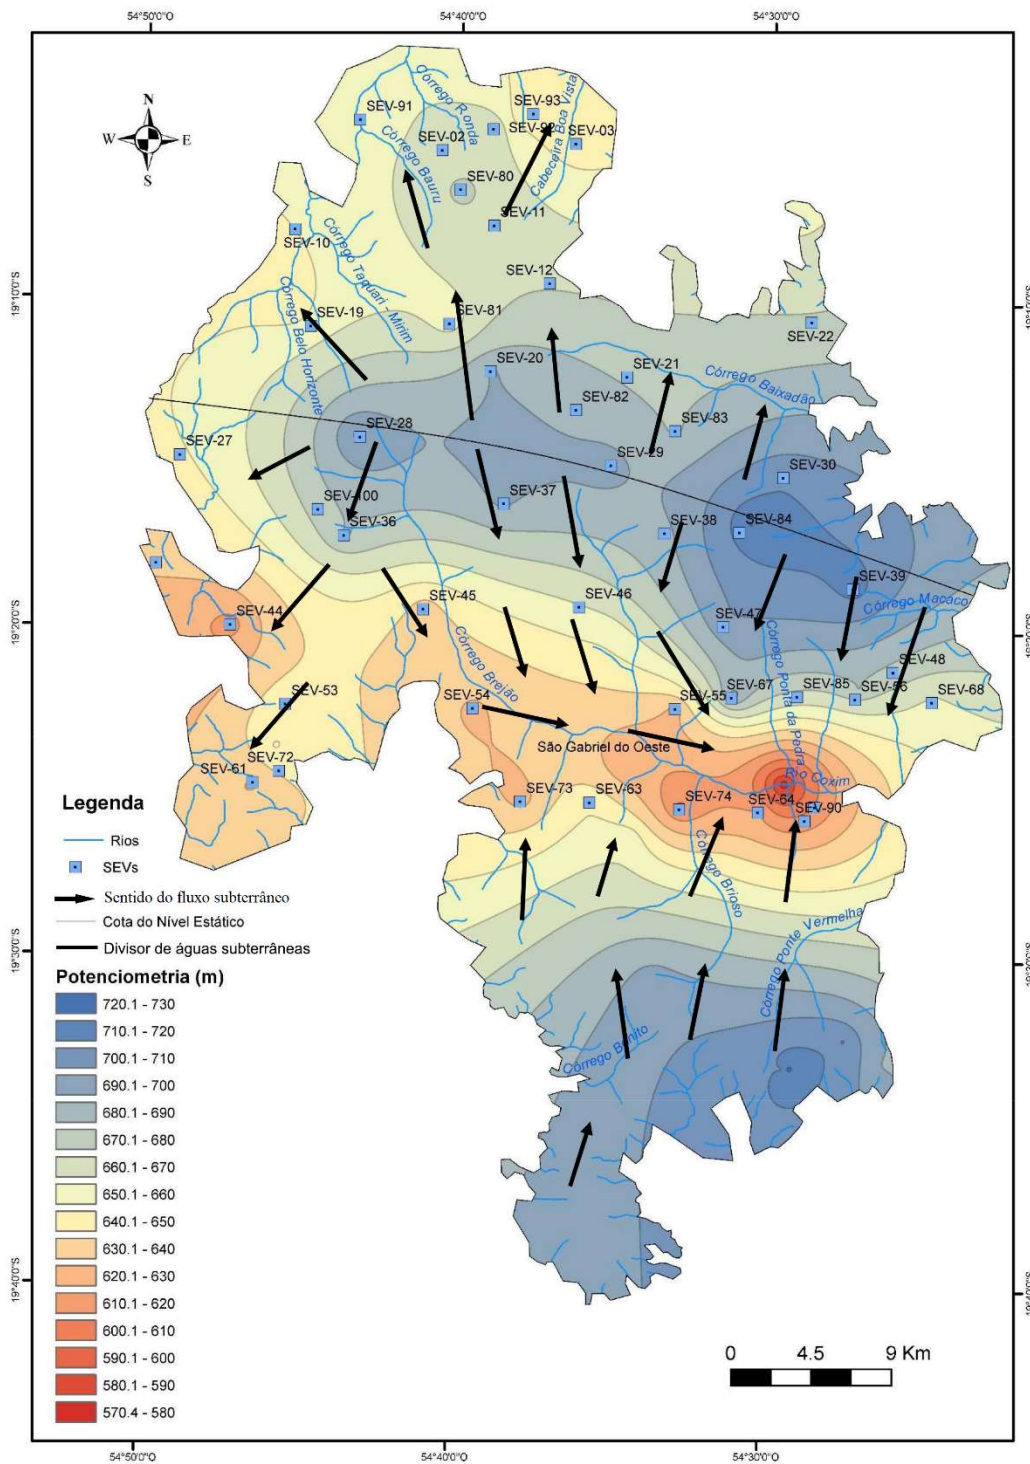 54°50'0"O 54°40'0"O 54°30'0"O
N
W E
S
SEV-91
SEV-93
SEV-92
SEV-03
SEV-02
Córrego Ronda
Cabeceira Boa Vista
Córrego Bauru
SEV-80
SEV-11
SEV-10
Córrego Taquari - Mirim
SEV-12
19°10'0"S
SEV-19
SEV-81
SEV-22
Córrego Belo Horizonte
SEV-20
SEV-21
Córrego Baixadão
SEV-82
SEV-28
SEV-83
SEV-27
SEV-29
SEV-30
SEV-100
SEV-37
SEV-36
SEV-38
SEV-84
SEV-39
Córrego Macaco
SEV-44
SEV-45
SEV-46
SEV-47
19°20'0"S
Córrego Brejão
Córrego Ponta da Pedra
SEV-48
SEV-53
SEV-54
SEV-55
SEV-67
SEV-85
SEV-56
SEV-68
São Gabriel do Oeste
SEV-72
SEV-61
Rio Coxim
SEV-73
SEV-63
SEV-74
SEV-64
SEV-90
Córrego Brioso
Córrego Ponte Vermelha
19°30'0"S
Córrego Bonito
19°40'0"S
Legenda
Rios
SEVs
Sentido do fluxo subterrânco
Cota do Nível Estático
Divisor de águas subterrâneas
Potenciometria (m)
720.1 - 730
710.1 - 720
700.1 - 710
690.1 - 700
680.1 - 690
670.1 - 680
660.1 - 670
650.1 - 660
640.1 - 650
630.1 - 640
620.1 - 630
610.1 - 620
600.1 - 610
590.1 - 600
580.1 - 590
570.4 - 580
0 4.5 9 Km
54°50'0"O 54°40'0"O 54°30'0"O